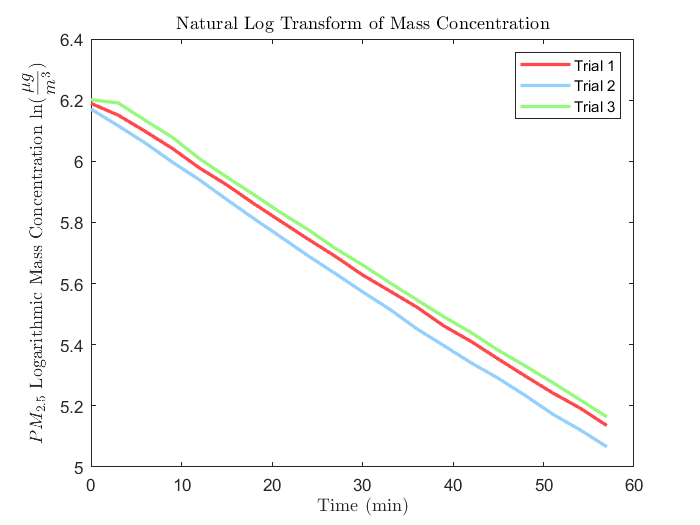 Natural Log Transform of Mass Concentration
PM2.5 Logarithmic Mass Concentration ln(μg/m³)
6.4
6.2
6
5.8
5.6
5.4
5.2
5
Trial 1
Trial 2
Trial 3
0 10 20 30 40 50 60
Time (min)